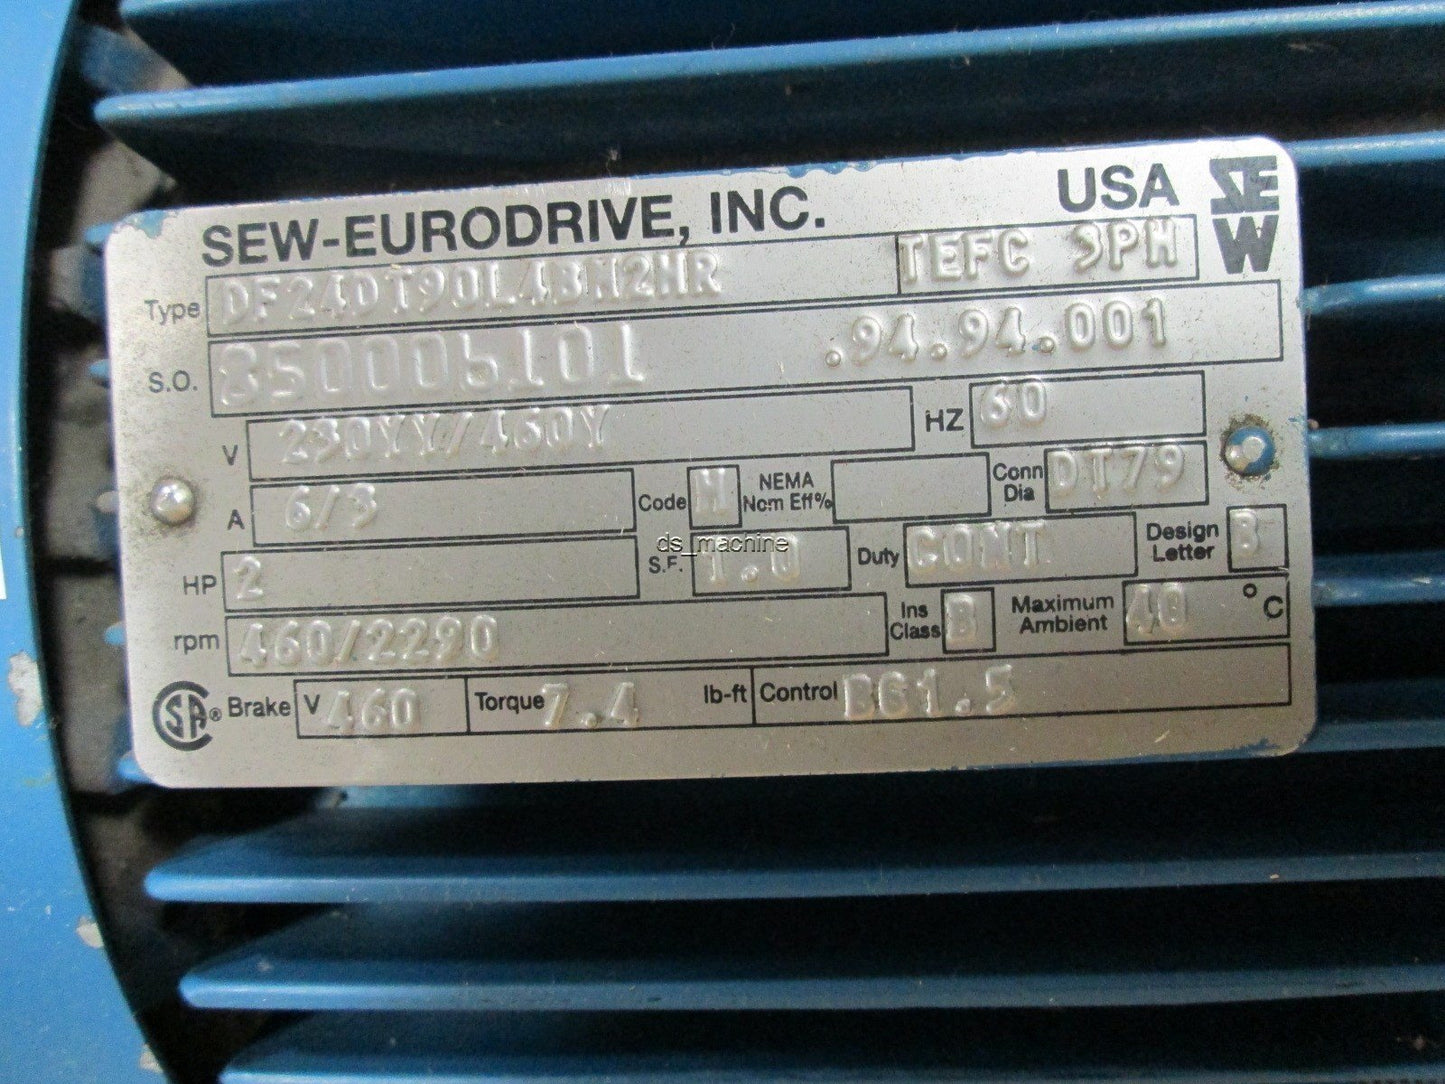 SEW-EURODRIVE, INC. USA SEW
Type DF24DT90L4BM2HR TEFC 3PH
S.O. 850006101 .94.94.001
V 230YY/460Y HZ 60
A 6/3 Code M NEMA Nom Eff% Conn Dia DT79
HP 2 S.F. 1.0 Duty CONT Design Letter B
rpm 460/2290 Ins Class B Maximum Ambient 40 °C
SA® Brake V 460 Torque 7.4 lb-ft Control BG1.5
ds_machine